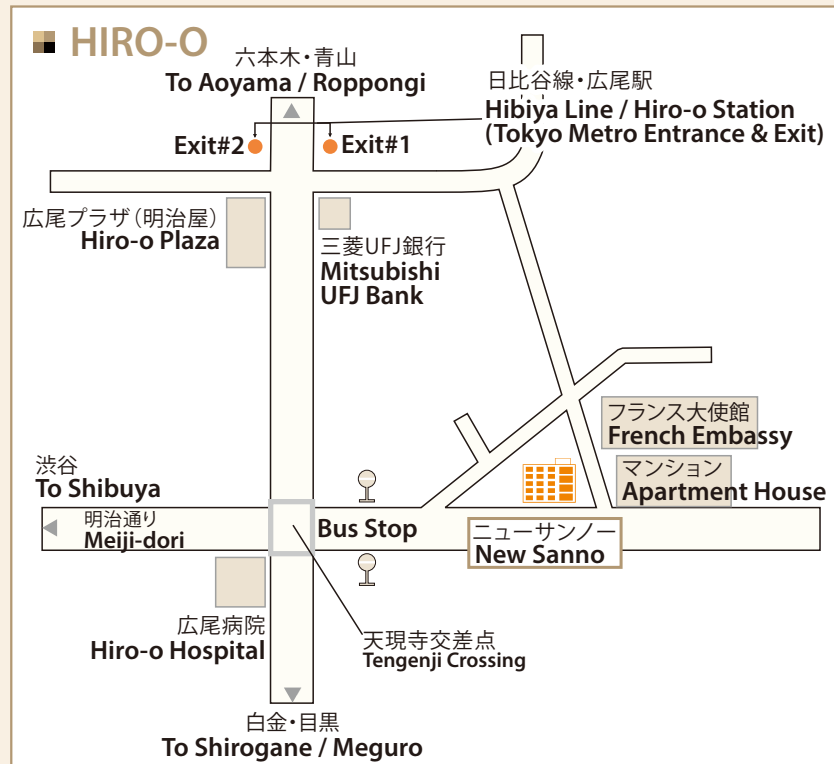 HIRO-O
六本木・青山
To Aoyama / Roppongi
日比谷線・広尾駅
Hibiya Line / Hiro-o Station
(Tokyo Metro Entrance & Exit)
Exit#2
Exit#1
広尾プラザ（明治屋）
Hiro-o Plaza
三菱UFJ銀行
Mitsubishi
UFJ Bank
フランス大使館
French Embassy
マンション
Apartment House
渋谷
To Shibuya
明治通り
Meiji-dori
Bus Stop
ニューサンノー
New Sanno
広尾病院
Hiro-o Hospital
天現寺交差点
Tengenji Crossing
白金・目黒
To Shirogane / Meguro